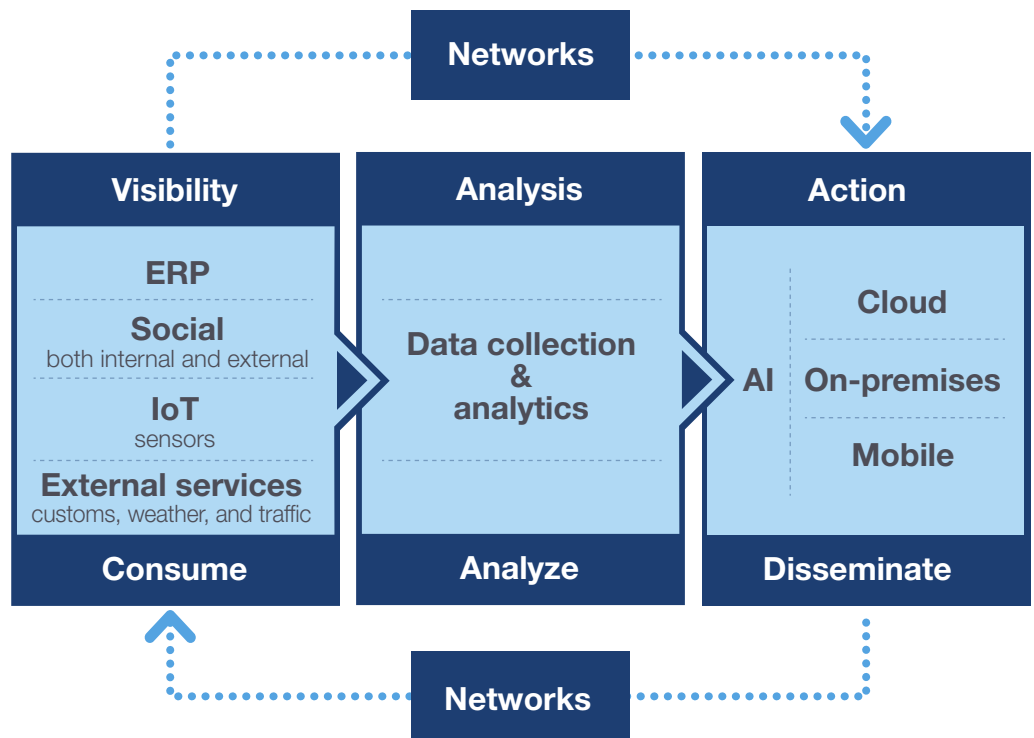 Networks
Visibility
ERP
Social
both internal and external
IoT
sensors
External services
customs, weather, and traffic
Consume
Analysis
Data collection
&
analytics
Analyze
Action
AI
Cloud
On-premises
Mobile
Disseminate
Networks